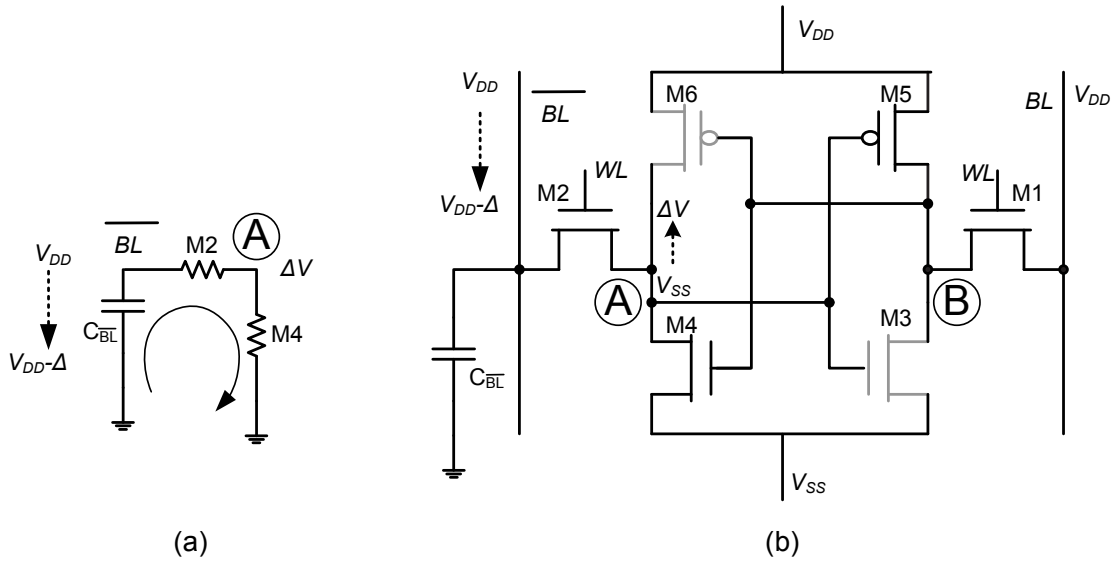 V_DD
BL
M2
A
ΔV
C_BL
M4
V_DD-Δ
(a)
V_DD
V_DD
BL
M6
M5
BL
V_DD
M2
WL
WL
M1
V_DD-Δ
ΔV
V_SS
A
B
M4
M3
C_BL
V_SS
(b)